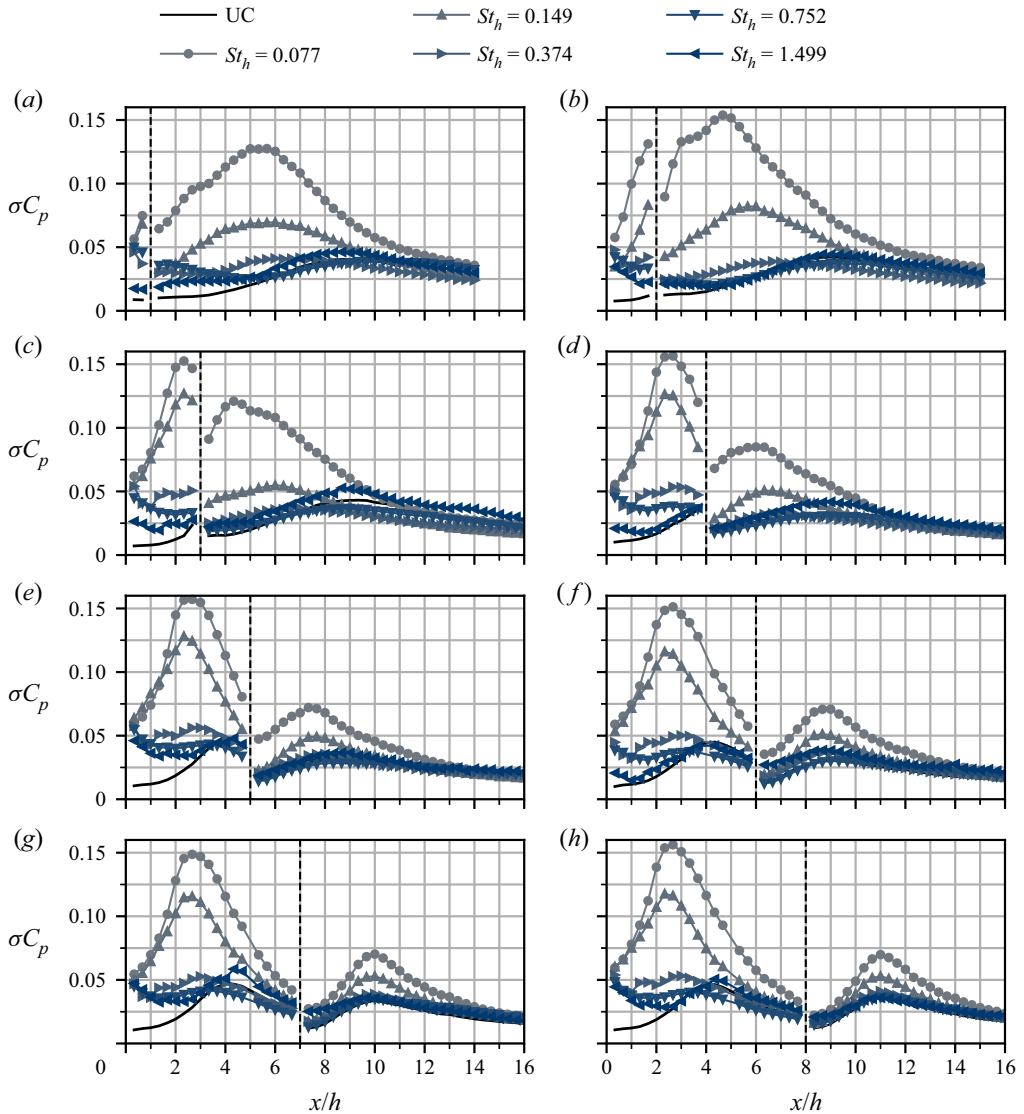 UC St_h = 0.149 St_h = 0.752
St_h = 0.077 St_h = 0.374 St_h = 1.499
(a) (b)
0.15
0.10
σC_p
0.05
0
(c) (d)
0.15
0.10
σC_p
0.05
0
(e) (f)
0.15
0.10
σC_p
0.05
0
(g) (h)
0.15
0.10
σC_p
0.05
0
0 2 4 6 8 10 12 14 16 0 2 4 6 8 10 12 14 16
x/h x/h